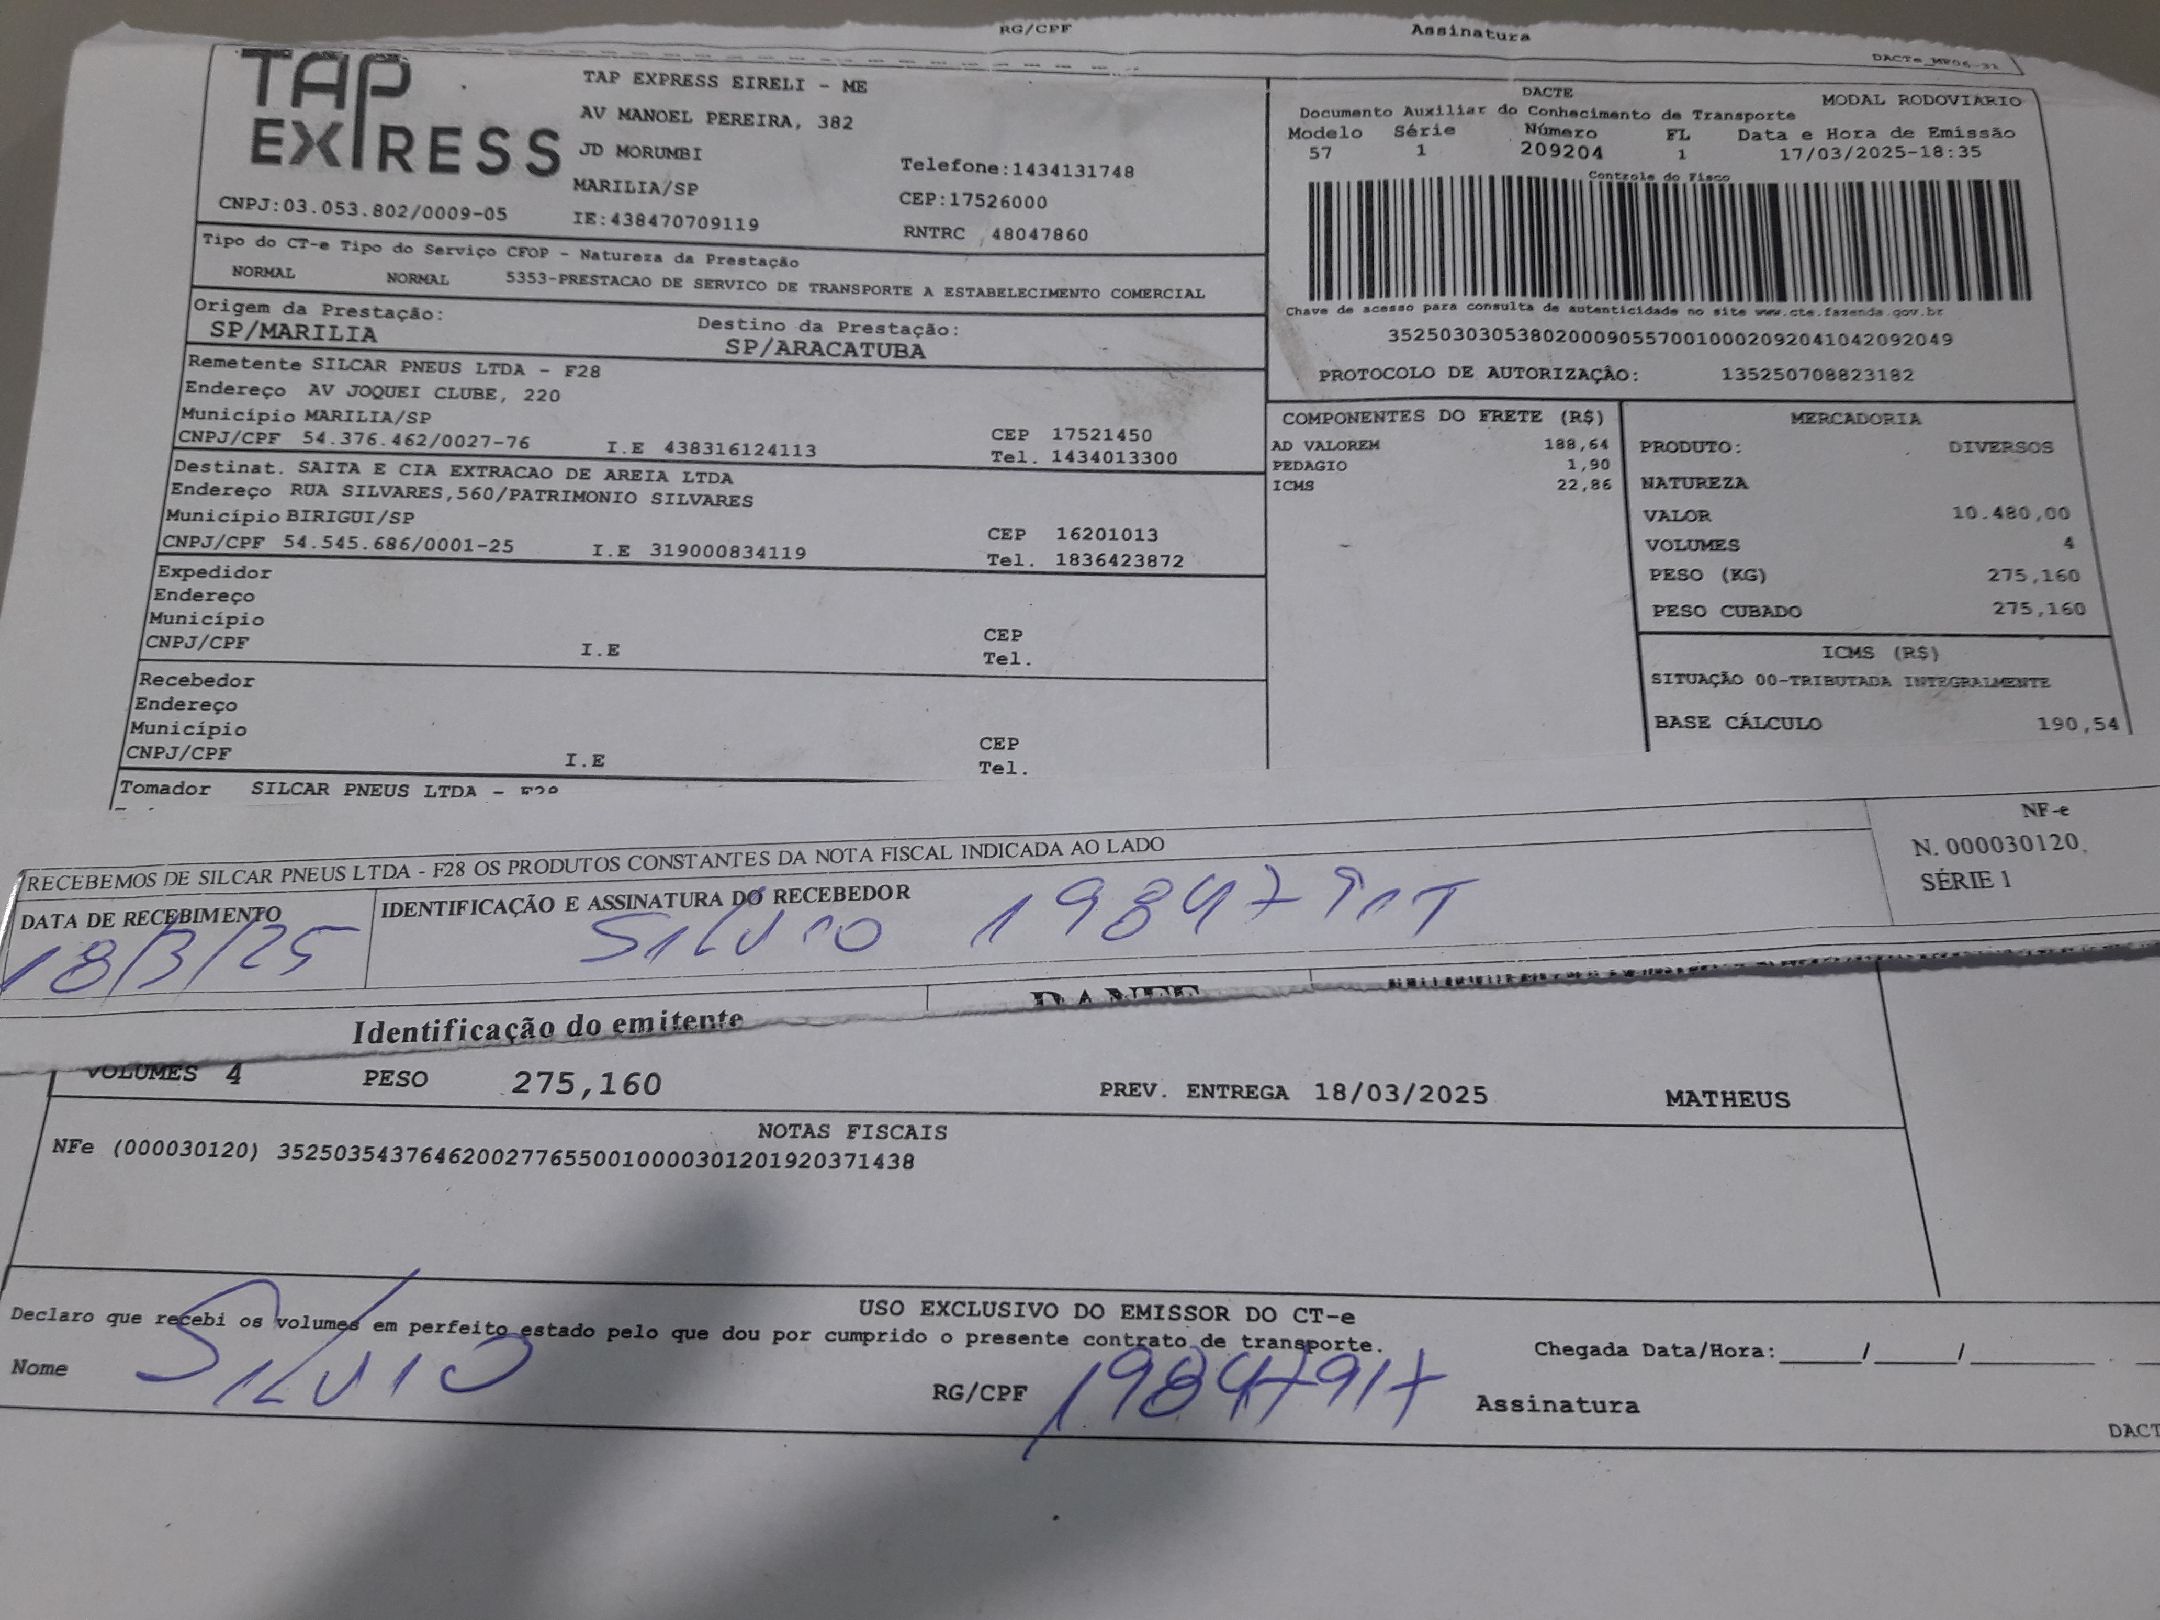 RG/CPF Assinatura
TAP EXPRESS
TAP EXPRESS EIRELI - ME
AV MANOEL PEREIRA, 382
JD MORUMBI
MARILIA/SP
Telefone:1434131748
CEP:17526000
CNPJ:03.053.802/0009-05 IE:438470709119 RNTRC 48047860
DACTE MODAL RODOVIARIO
Documento Auxiliar do Conhecimento de Transporte
Modelo Série Número FL Data e Hora de Emissão
57 1 209204 1 17/03/2025-18:35
Controle do Fisco
Chave de acesso para consulta de autenticidade no site www.cte.fazenda.gov.br
35250303053802000905570010002092041042092049
PROTOCOLO DE AUTORIZAÇÃO: 135250708823182
Tipo do CT-e Tipo do Serviço CFOP - Natureza da Prestação
NORMAL NORMAL 5353-PRESTACAO DE SERVICO DE TRANSPORTE A ESTABELECIMENTO COMERCIAL
Origem da Prestação: Destino da Prestação:
SP/MARILIA SP/ARACATUBA
Remetente SILCAR PNEUS LTDA - F28
Endereço AV JOQUEI CLUBE, 220
Município MARILIA/SP CEP 17521450
CNPJ/CPF 54.376.462/0027-76 I.E 438316124113 Tel. 1434013300
Destinat. SAITA E CIA EXTRACAO DE AREIA LTDA
Endereço RUA SILVARES,560/PATRIMONIO SILVARES
Município BIRIGUI/SP CEP 16201013
CNPJ/CPF 54.545.686/0001-25 I.E 319000834119 Tel. 1836423872
Expedidor
Endereço
Município CEP
CNPJ/CPF I.E Tel.
Recebedor
Endereço
Município CEP
CNPJ/CPF I.E Tel.
Tomador SILCAR PNEUS LTDA - F28
COMPONENTES DO FRETE (R$)
AD VALOREM 188,64
PEDAGIO 1,90
ICMS 22,86
MERCADORIA
PRODUTO: DIVERSOS
NATUREZA
VALOR 10.480,00
VOLUMES 4
PESO (KG) 275,160
PESO CUBADO 275,160
ICMS (R$)
SITUAÇÃO 00-TRIBUTADA INTEGRALMENTE
BASE CÁLCULO 190,54
RECEBEMOS DE SILCAR PNEUS LTDA - F28 OS PRODUTOS CONSTANTES DA NOTA FISCAL INDICADA AO LADO
NF-e
N. 000030120
SÉRIE 1
DATA DE RECEBIMENTO IDENTIFICAÇÃO E ASSINATURA DO RECEBEDOR
18/3/25 SILVIO 19847917
Identificação do emitente DANFE
VOLUMES 4 PESO 275,160 PREV. ENTREGA 18/03/2025 MATHEUS
NOTAS FISCAIS
NFe (000030120) 35250354376462002776550010000301201920371438
USO EXCLUSIVO DO EMISSOR DO CT-e
Declaro que recebi os volumes em perfeito estado pelo que dou por cumprido o presente contrato de transporte.
Chegada Data/Hora:_____/_____/_______
Nome SILVIO RG/CPF 19847917 Assinatura
DACT